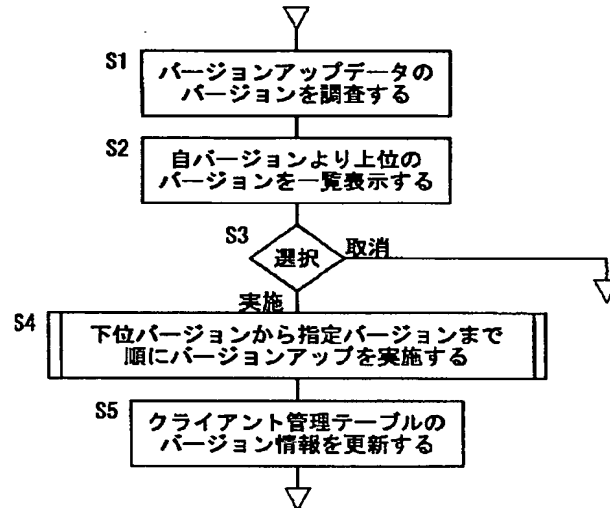 S1
バージョンアップデータの
バージョンを調査する
S2
自バージョンより上位の
バージョンを一覧表示する
S3
選択
取消
実施
S4
下位バージョンから指定バージョンまで
順にバージョンアップを実施する
S5
クライアント管理テーブルの
バージョン情報を更新する